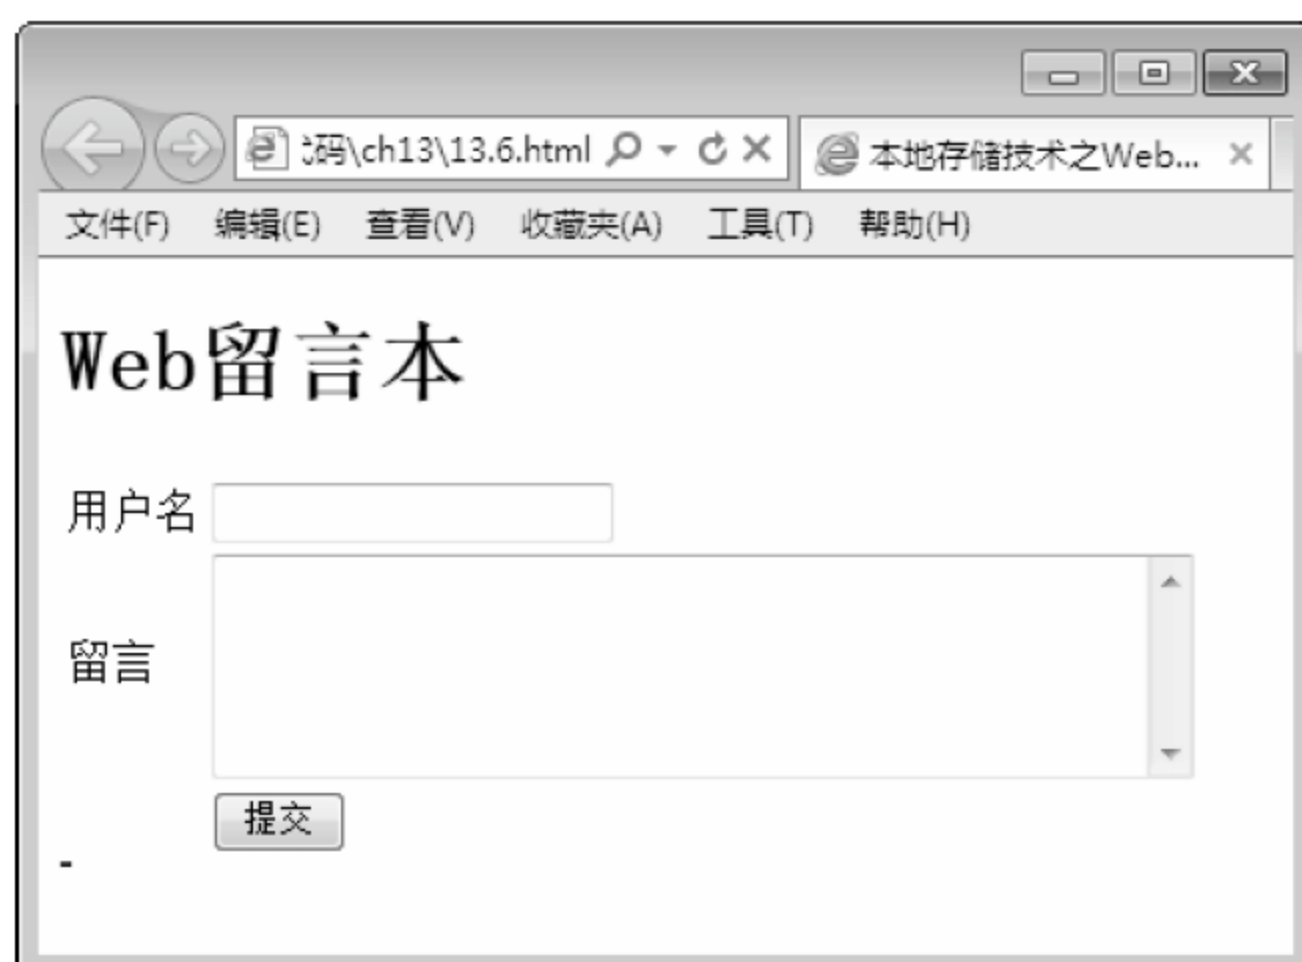 码\ch13\13.6.html
本地存储技术之Web...
文件(F) 编辑(E) 查看(V) 收藏夹(A) 工具(T) 帮助(H)
Web留言本
用户名
留言
提交
-